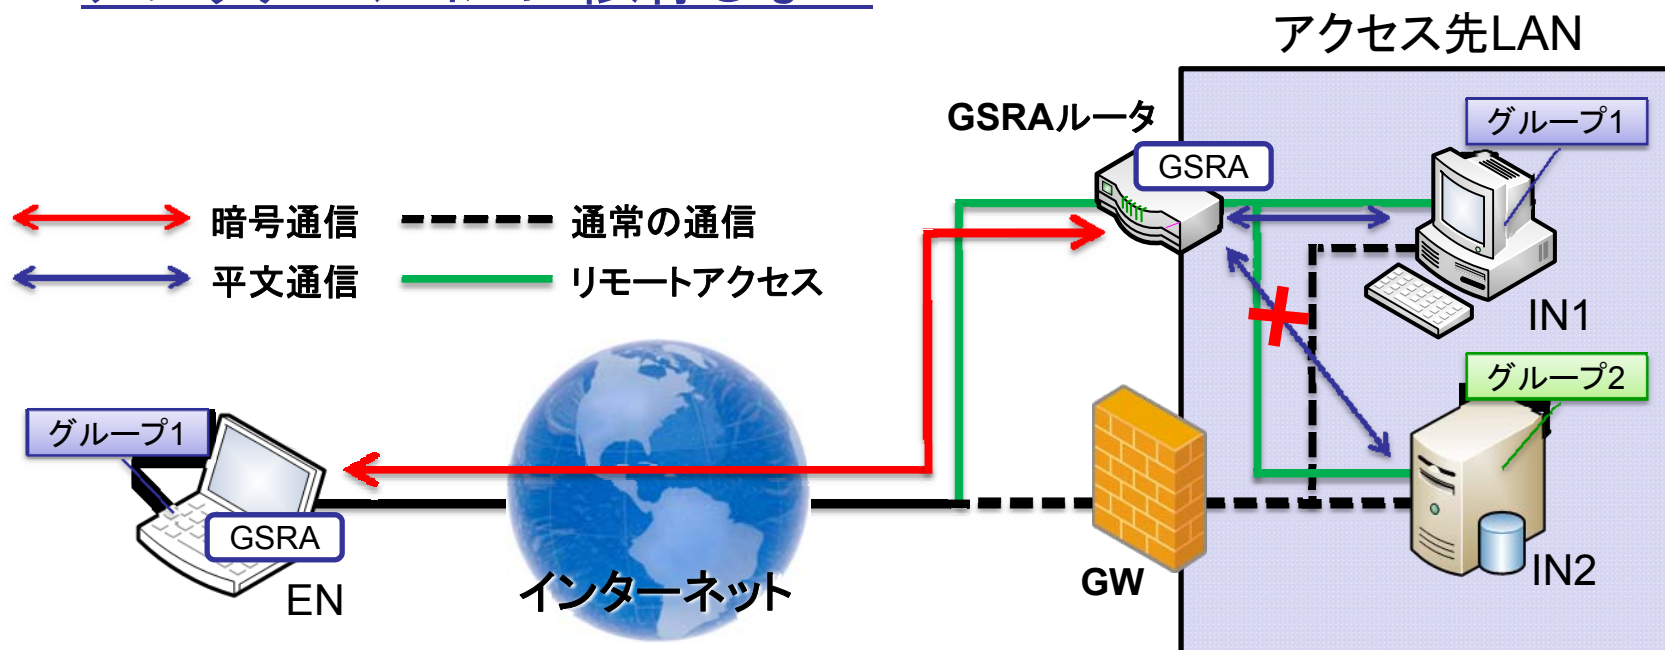 アクセス先LAN
GSRAルータ
グループ1
GSRA
暗号通信
通常の通信
平文通信
リモートアクセス
IN1
グループ2
グループ1
GSRA
EN
インターネット
GW
IN2